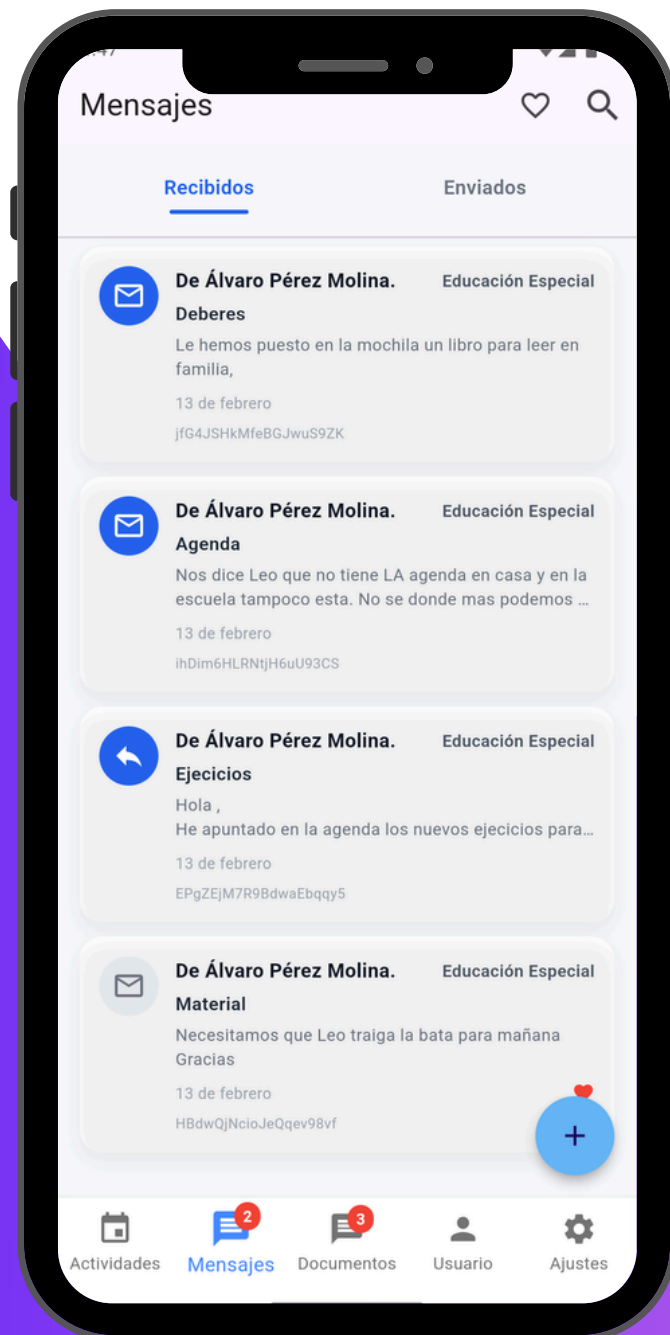 Mensajes
Recibidos Enviados
De Álvaro Pérez Molina. Educación Especial
Deberes
Le hemos puesto en la mochila un libro para leer en
familia,
13 de febrero
jfG4JSHkMfeBGJwuS9ZK
De Álvaro Pérez Molina. Educación Especial
Agenda
Nos dice Leo que no tiene LA agenda en casa y en la
escuela tampoco esta. No se donde mas podemos ...
13 de febrero
ihDim6HLRNtjH6uU93CS
De Álvaro Pérez Molina. Educación Especial
Ejecicios
Hola ,
He apuntado en la agenda los nuevos ejecicios para...
13 de febrero
EPgZEjM7R9BdwaEbqqy5
De Álvaro Pérez Molina. Educación Especial
Material
Necesitamos que Leo traiga la bata para mañana
Gracias
13 de febrero
HBdwQjNcioJeQqev98vf
+
2 3
Actividades Mensajes Documentos Usuario Ajustes